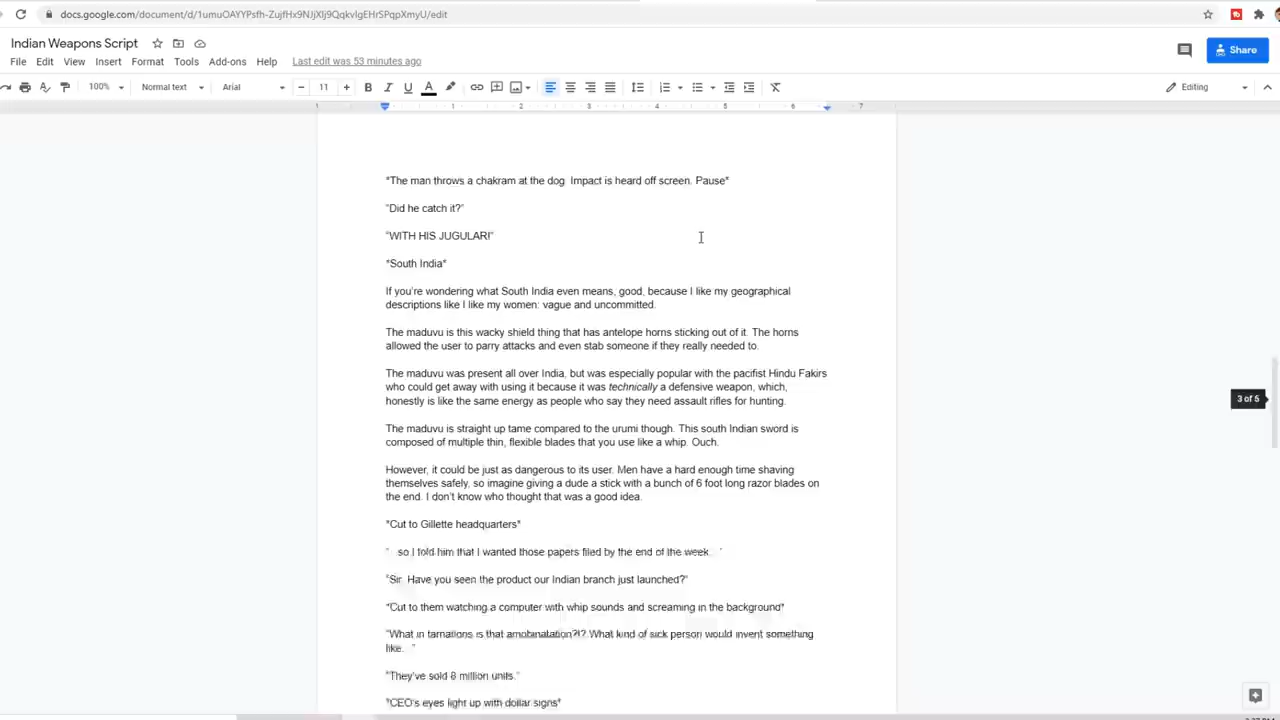 docs.google.com/document/d/1umuOAYYPsfh-ZujfHx9NJjXIj9QqkvlgEHrSPqpXmyU/edit
Indian Weapons Script
File Edit View Insert Format Tools Add-ons Help Last edit was 53 minutes ago
Share
100% Normal text Arial 11 Editing
1 1 2 3 4 5 6 7
*The man throws a chakram at the dog. Impact is heard off screen. Pause*
"Did he catch it?"
"WITH HIS JUGULAR!"
*South India*
If you're wondering what South India even means, good, because I like my geographical
descriptions like I like my women: vague and uncommitted.
The maduvu is this wacky shield thing that has antelope horns sticking out of it. The horns
allowed the user to parry attacks and even stab someone if they really needed to.
The maduvu was present all over India, but was especially popular with the pacifist Hindu Fakirs
who could get away with using it because it was technically a defensive weapon, which,
honestly is like the same energy as people who say they need assault rifles for hunting.
The maduvu is straight up tame compared to the urumi though. This south Indian sword is
composed of multiple thin, flexible blades that you use like a whip. Ouch.
However, it could be just as dangerous to its user. Men have a hard enough time shaving
themselves safely, so imagine giving a dude a stick with a bunch of 6 foot long razor blades on
the end. I don't know who thought that was a good idea.
*Cut to Gillette headquarters*
"...so I told him that I wanted those papers filed by the end of the week..."
"Sir. Have you seen the product our Indian branch just launched?"
*Cut to them watching a computer with whip sounds and screaming in the background*
"What in tarnations is that What kind of sick person would invent something
like..."
"They've sold 8 million units."
*CEO's eyes light up with dollar signs*
3 of 5